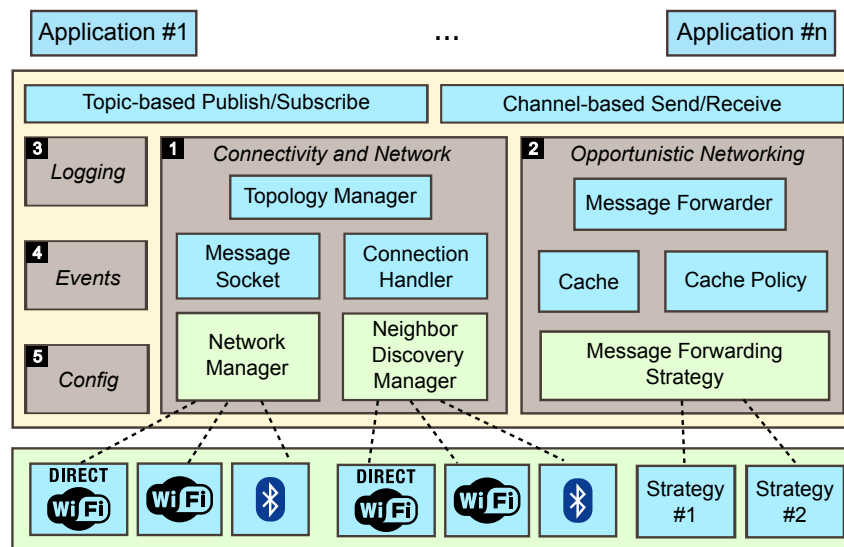 Application #1
...
Application #n
Topic-based Publish/Subscribe
Channel-based Send/Receive
3
Logging
1
Connectivity and Network
2
Opportunistic Networking
Topology Manager
Message Forwarder
4
Events
Message
Socket
Connection
Handler
Cache
Cache Policy
5
Config
Network
Manager
Neighbor
Discovery
Manager
Message Forwarding
Strategy
DIRECT
WiFi
WiFi
DIRECT
WiFi
WiFi
Strategy
#1
Strategy
#2